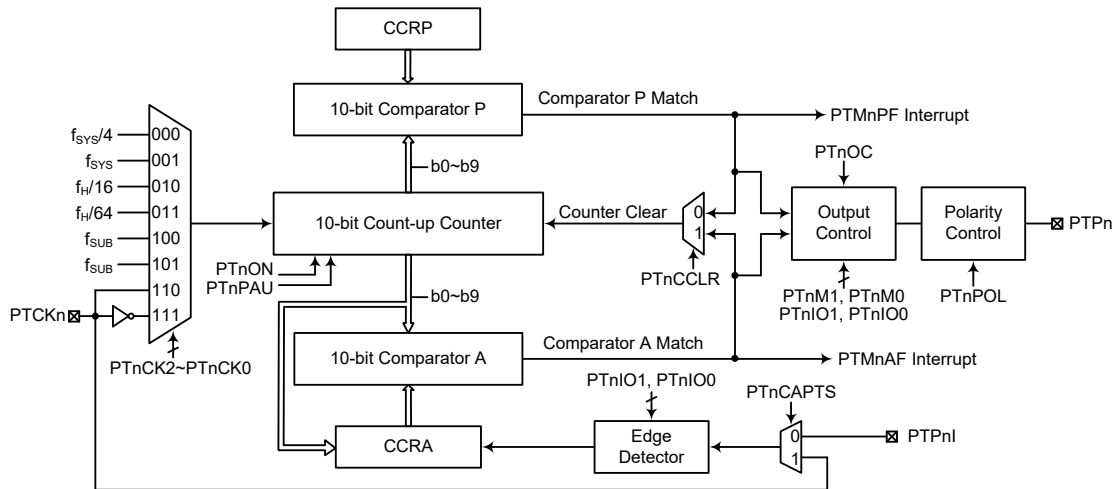 CCRP
10-bit Comparator P
Comparator P Match
PTMnPF Interrupt
b0~b9
fSYS/4
000
fSYS
001
fH/16
010
fH/64
011
fSUB
100
fSUB
101
110
PTCKn
111
PTnCK2~PTnCK0
10-bit Count-up Counter
PTnON
PTnPAU
Counter Clear
0
1
PTnCCLR
PTnOC
Output
Control
PTnM1, PTnM0
PTnIO1, PTnIO0
Polarity
Control
PTnPOL
PTPn
b0~b9
10-bit Comparator A
Comparator A Match
PTMnAF Interrupt
CCRA
PTnIO1, PTnIO0
Edge
Detector
PTnCAPTS
0
1
PTPnI